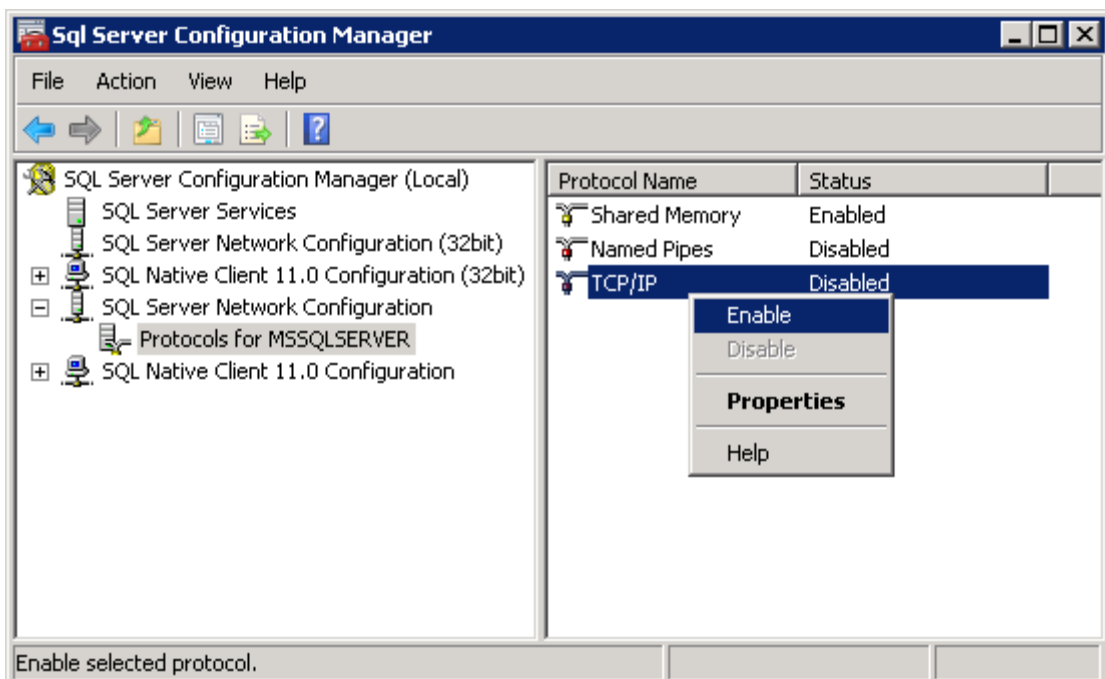 Sql Server Configuration Manager
File Action View Help
SQL Server Configuration Manager (Local)
SQL Server Services
SQL Server Network Configuration (32bit)
SQL Native Client 11.0 Configuration (32bit)
SQL Server Network Configuration
Protocols for MSSQLSERVER
SQL Native Client 11.0 Configuration
Protocol Name Status
Shared Memory Enabled
Named Pipes Disabled
TCP/IP Disabled
Enable
Disable
Properties
Help
Enable selected protocol.